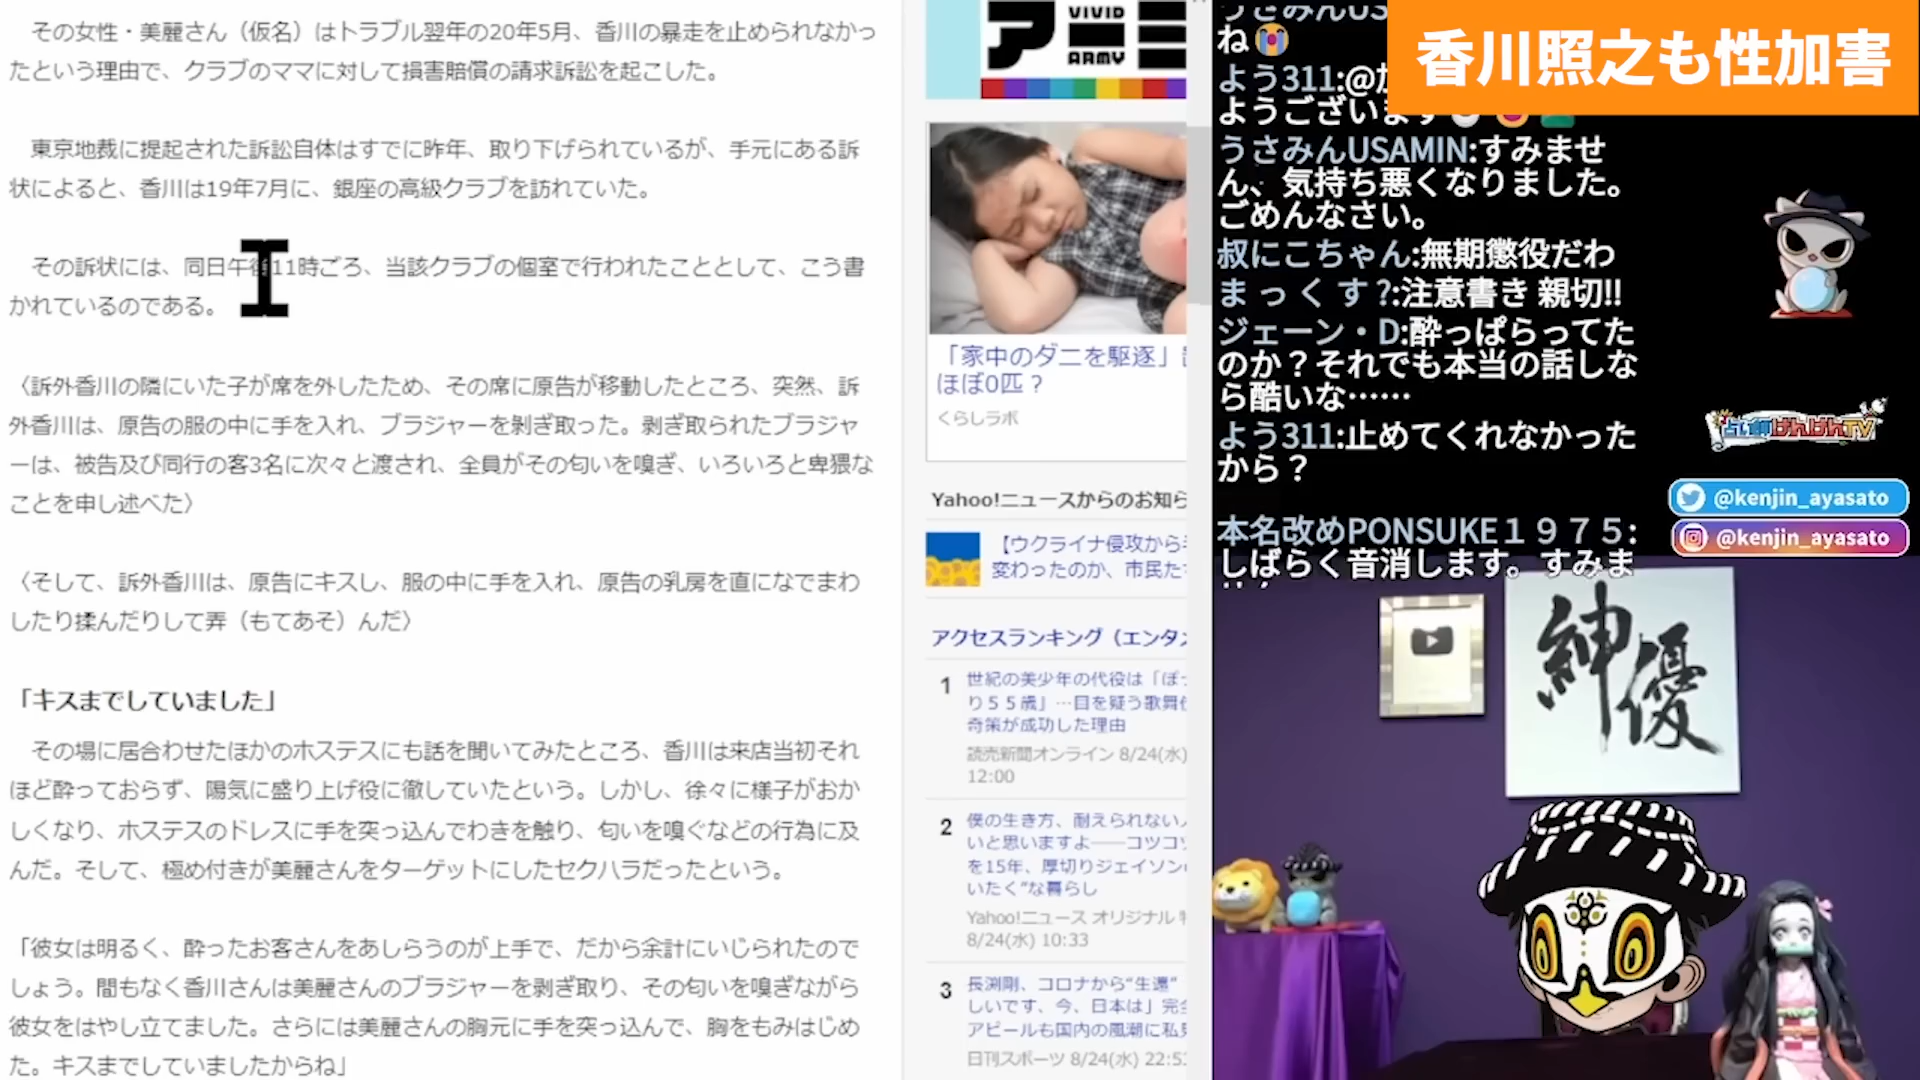 その女性・美麗さん（仮名）はトラブル翌年の20年5月、香川の暴走を止められなかっ
たという理由で、クラブのママに対して損害賠償の請求訴訟を起こした。
東京地裁に提起された訴訟自体はすでに昨年、取り下げられているが、手元にある訴
状によると、香川は19年7月に、銀座の高級クラブを訪れていた。
その訴状には、同日午後11時ごろ、当該クラブの個室で行われたこととして、こう書
かれているのである。
〈訴外香川の隣にいた子が席を外したため、その席に原告が移動したところ、突然、訴
外香川は、原告の服の中に手を入れ、ブラジャーを剝ぎ取った。剝ぎ取られたブラジャ
ーは、被告及び同行の客3名に次々と渡され、全員がその匂いを嗅ぎ、いろいろと卑猥な
ことを申し述べた〉
〈そして、訴外香川は、原告にキスし、服の中に手を入れ、原告の乳房を直になでまわ
したり揉んだりして弄（もてあそ）んだ〉
「キスまでしていました」
その場に居合わせたほかのホステスにも話を聞いてみたところ、香川は来店当初それ
ほど酔っておらず、陽気に盛り上げ役に徹していたという。しかし、徐々に様子がおか
しくなり、ホステスのドレスに手を突っ込んでわきを触り、匂いを嗅ぐなどの行為に及
んだ。そして、極め付きが美麗さんをターゲットにしたセクハラだったという。
「彼女は明るく、酔ったお客さんをあしらうのが上手で、だから余計にいじられたので
しょう。間もなく香川さんは美麗さんのブラジャーを剝ぎ取り、その匂いを嗅ぎながら
彼女をはやし立てました。さらには美麗さんの胸元に手を突っ込んで、胸をもみはじめ
た。キスまでしていましたからね」
VIVID
ARMY
「家中のダニを駆逐」
ほぼ0匹？
くらしラボ
Yahoo!ニュースからのお知ら
【ウクライナ侵攻から
変わったのか、市民た
アクセスランキング（エンタ
1 世紀の美少年の代役は「ぼっ
り５５歳」…目を疑う歌舞
奇策が成功した理由
読売新聞オンライン 8/24(水)
12:00
2 僕の生き方、耐えられない
いと思いますよ――コツコツ
を15年、厚切りジェイソン
いたく”な暮らし
Yahoo!ニュース オリジナル
8/24(水) 10:33
3 長渕剛、コロナから“生還”
しいです、今、日本は」完全
アピールも国内の風潮に私見
日刊スポーツ 8/24(水) 22:53
うさみんUS
ね😭
よう311:@
ようございます
うさみんUSAMIN:すみませ
ん、気持ち悪くなりました。
ごめんなさい。
叔にこちゃん:無期懲役だわ
ま っ く す ?:注意書き 親切!!
ジェーン・D:酔っぱらってた
のか？それでも本当の話しな
ら酷いな……
よう311:止めてくれなかった
から？
本名改めPONSUKE１９７５:
しばらく音消します。すみま
香川照之も性加害
占い師けんけんTV
@kenjin_ayasato
@kenjin_ayasato
紳優